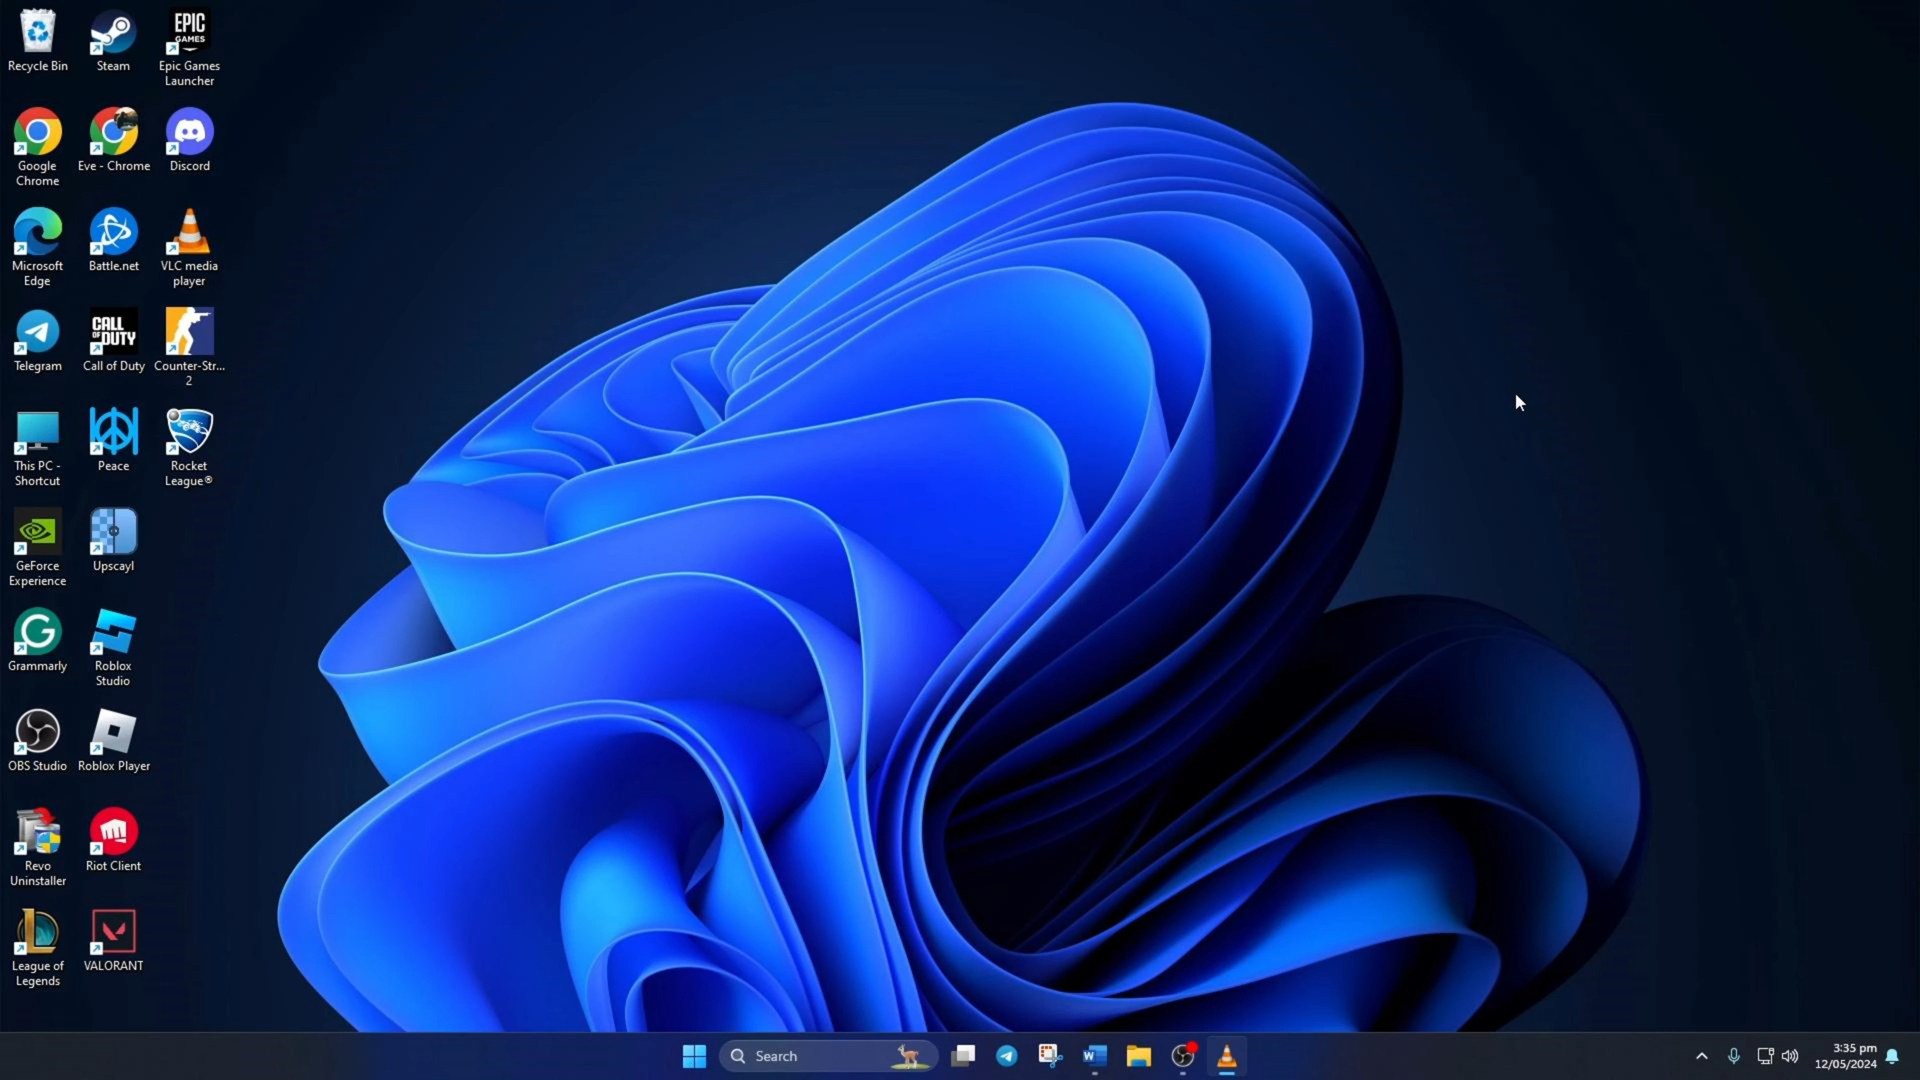 Recycle Bin
Steam
EPIC
GAMES
Epic Games
Launcher
Google
Chrome
Eve - Chrome
Discord
Microsoft
Edge
Battle.net
VLC media
player
Telegram
CALL
OF DUTY
Call of Duty
Counter-Str...
2
This PC -
Shortcut
Peace
Rocket
League®
GeForce
Experience
Upscayl
Grammarly
Roblox
Studio
OBS Studio
Roblox Player
Revo
Uninstaller
Riot Client
League of
Legends
VALORANT
Search
3:35 pm
12/05/2024